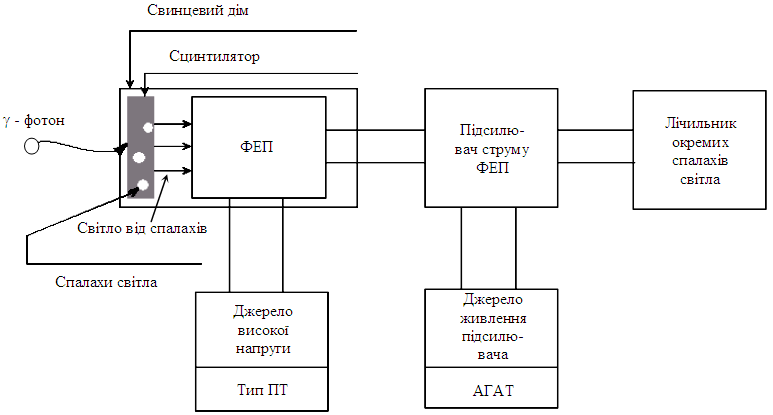 Свинцевий дім
Сцинтилятор
γ - фотон
ФЕП
Підсилю-
вач струму
ФЕП
Лічильник
окремих
спалахів
світла
Світло від спалахів
Спалахи світла
Джерело
високої
напруги
Тип ПТ
Джерело
живлення
підсилю-
вача
АГАТ